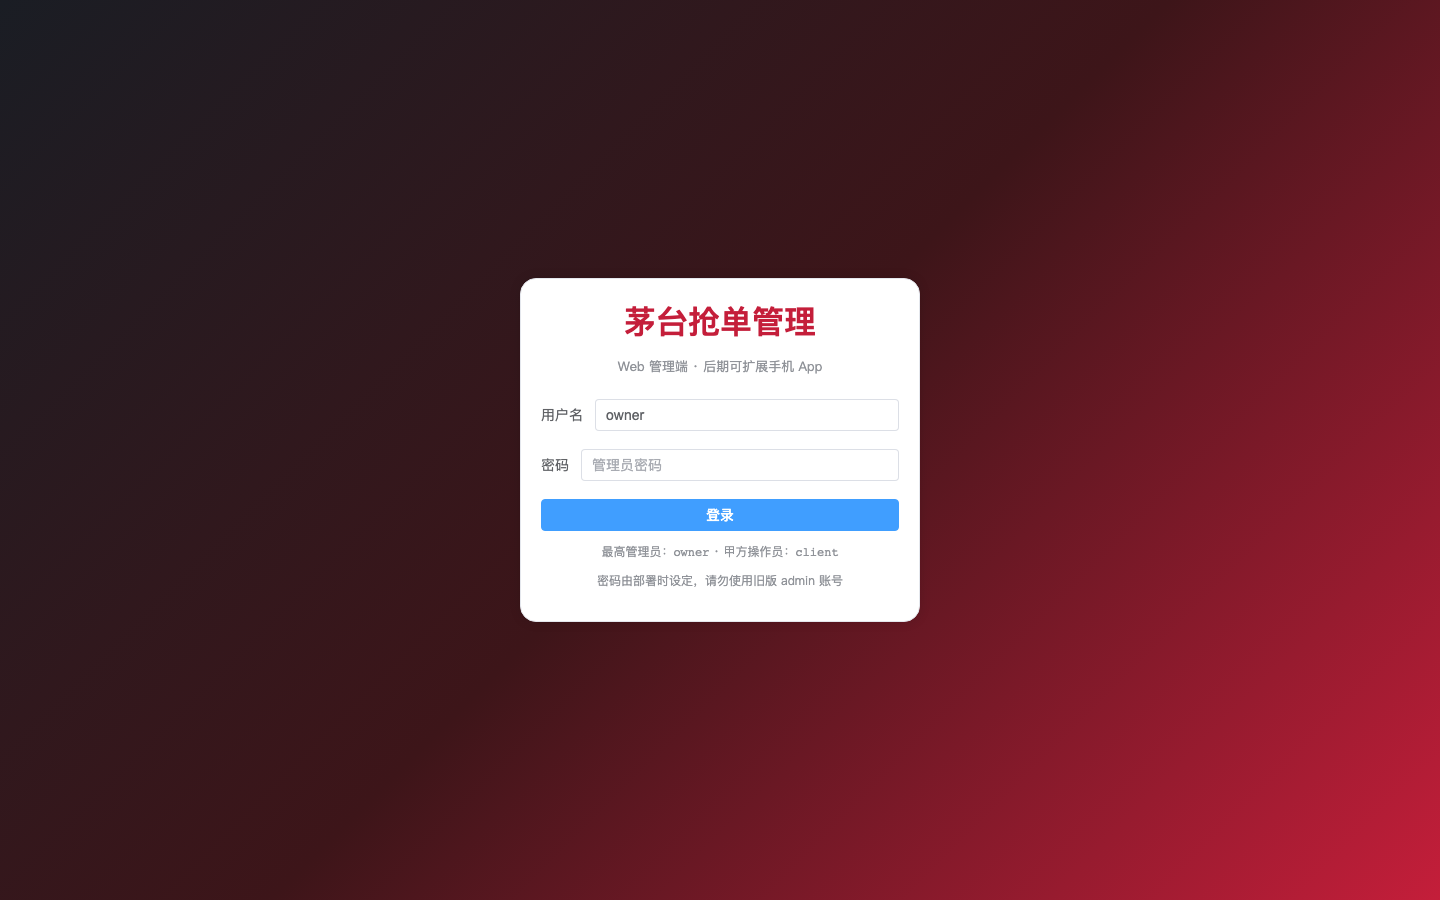 茅台抢单管理
Web 管理端 · 后期可扩展手机 App
用户名 owner
密码 管理员密码
登录
最高管理员：owner · 甲方操作员：client
密码由部署时设定，请勿使用旧版 admin 账号